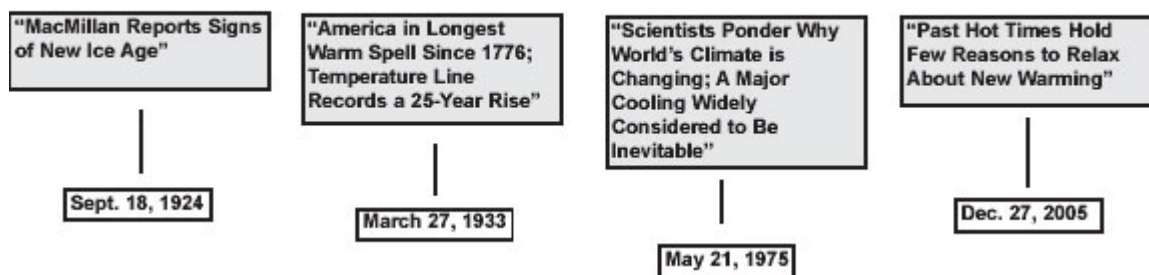 “MacMillan Reports Signs
of New Ice Age”
Sept. 18, 1924
“America in Longest
Warm Spell Since 1776;
Temperature Line
Records a 25-Year Rise”
March 27, 1933
“Scientists Ponder Why
World’s Climate is
Changing; A Major
Cooling Widely
Considered to Be
Inevitable”
May 21, 1975
“Past Hot Times Hold
Few Reasons to Relax
About New Warming”
Dec. 27, 2005